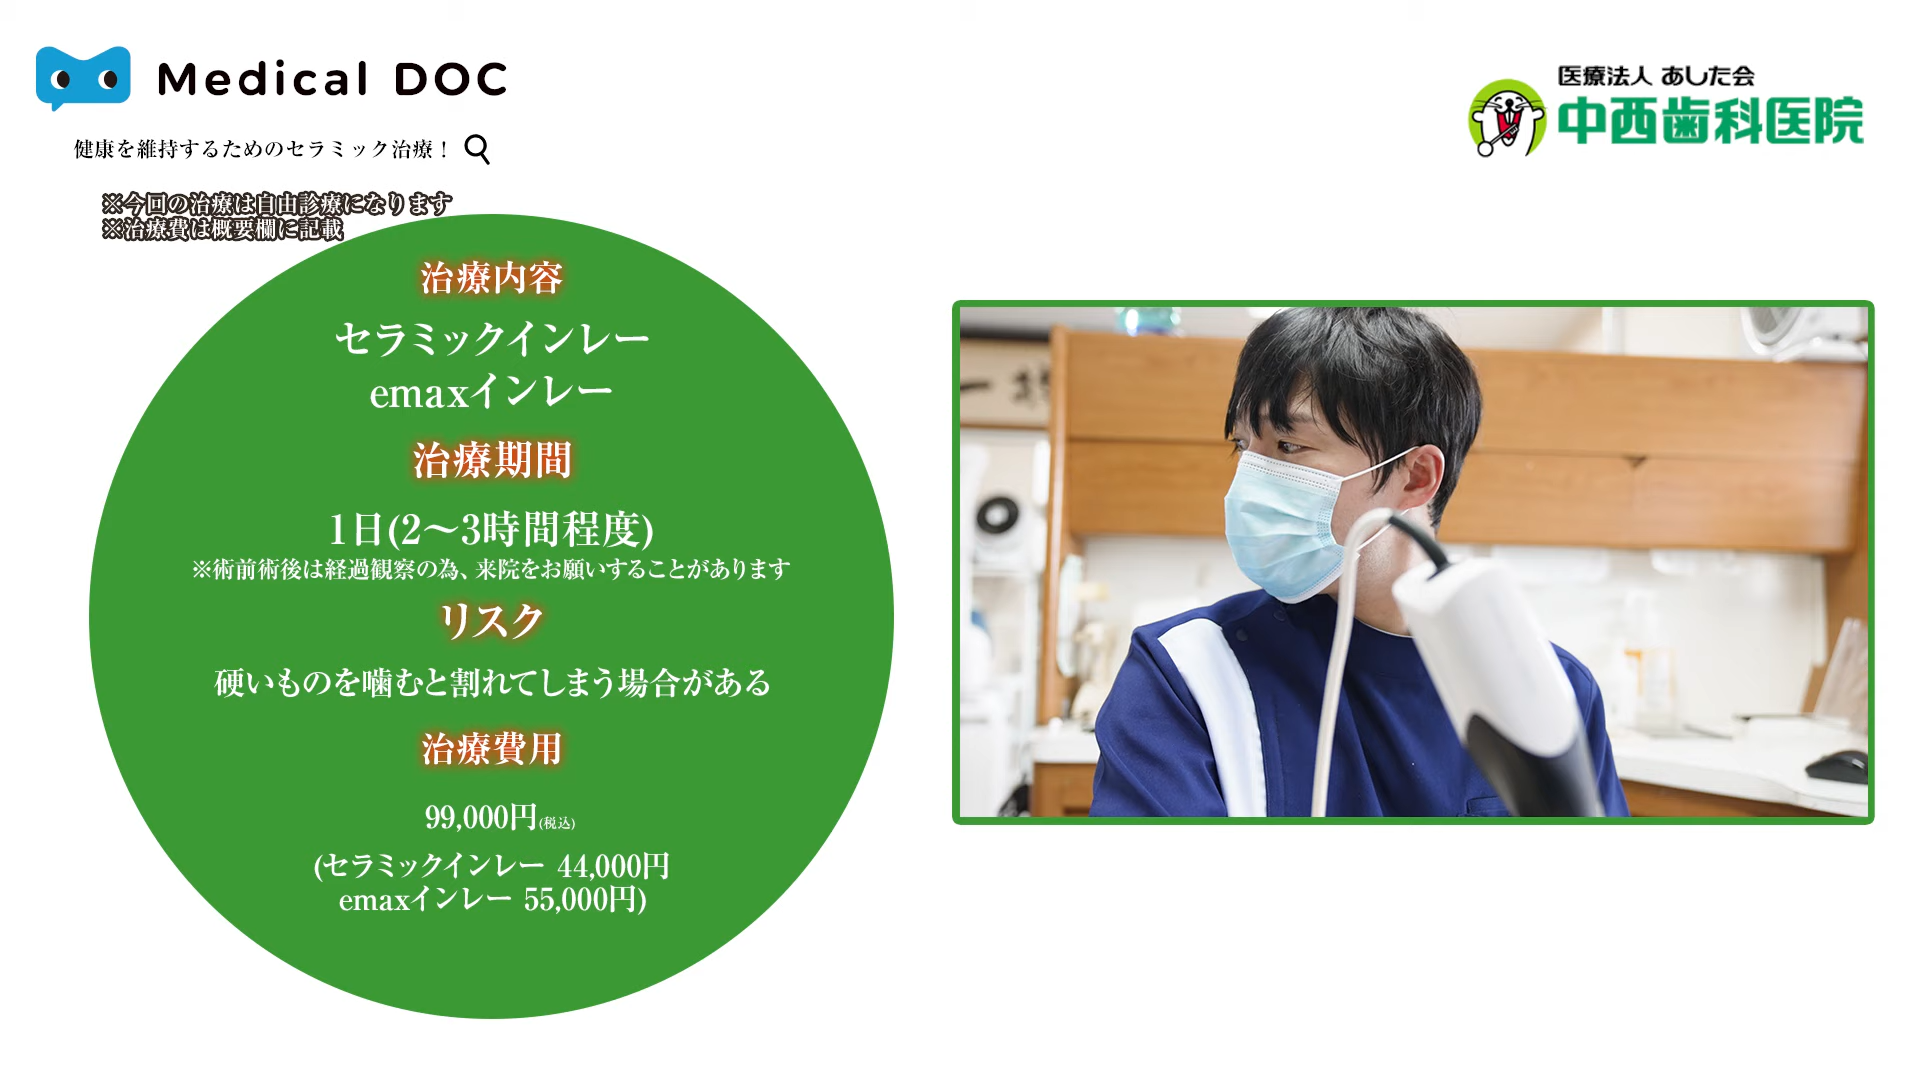 Medical DOC
健康を維持するためのセラミック治療！
※今回の治療は自由診療になります
※治療費は概要欄に記載
医療法人 あした会
中西歯科医院
治療内容
セラミックインレー
emaxインレー
治療期間
1日(2〜3時間程度)
※術前術後は経過観察の為、来院をお願いすることがあります
リスク
硬いものを噛むと割れてしまう場合がある
治療費用
99,000円(税込)
(セラミックインレー 44,000円
emaxインレー 55,000円)